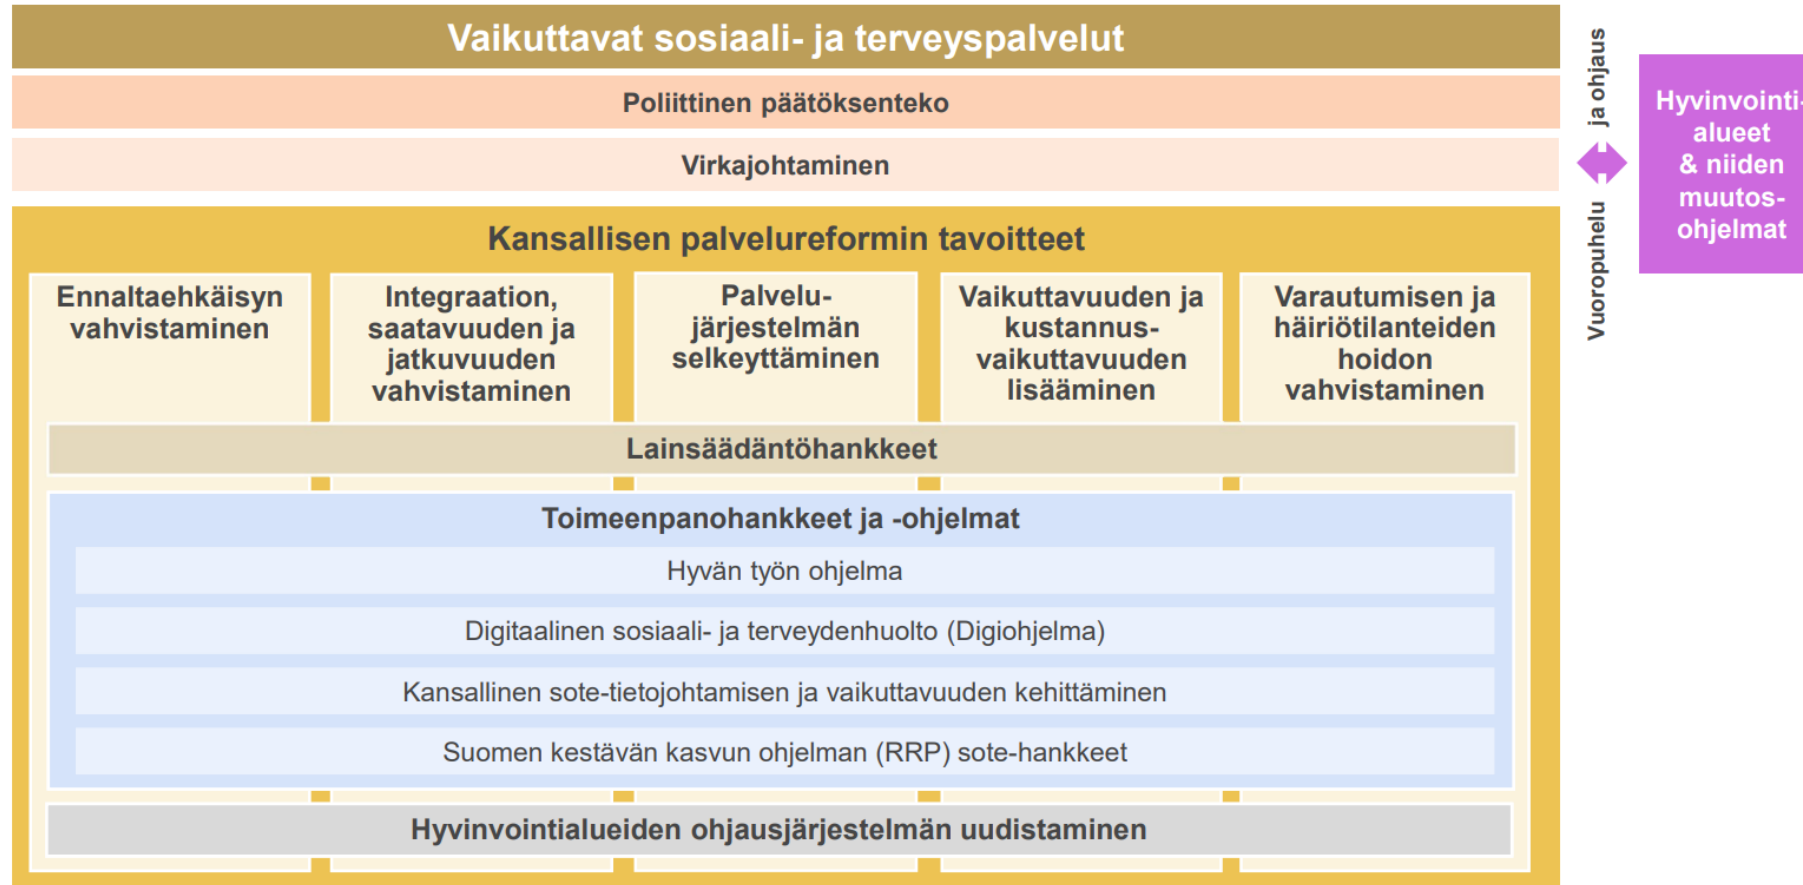 Vaikuttavat sosiaali- ja terveyspalvelut
Poliittinen päätöksenteko
Virkajohtaminen
Kansallisen palvelureformin tavoitteet
Ennaltaehkäisyn
vahvistaminen
Integraation,
saatavuuden ja
jatkuvuuden
vahvistaminen
Palvelu-
järjestelmän
selkeyttäminen
Vaikuttavuuden ja
kustannus-
vaikuttavuuden
lisääminen
Varautumisen ja
häiriötilanteiden
hoidon
vahvistaminen
Lainsäädäntöhankkeet
Toimeenpanohankkeet ja -ohjelmat
Hyvän työn ohjelma
Digitaalinen sosiaali- ja terveydenhuolto (Digiohjelma)
Kansallinen sote-tietojohtamisen ja vaikuttavuuden kehittäminen
Suomen kestävän kasvun ohjelman (RRP) sote-hankkeet
Hyvinvointialueiden ohjausjärjestelmän uudistaminen
Vuoropuhelu ja ohjaus
Hyvinvointi-
alueet
& niiden
muutos-
ohjelmat